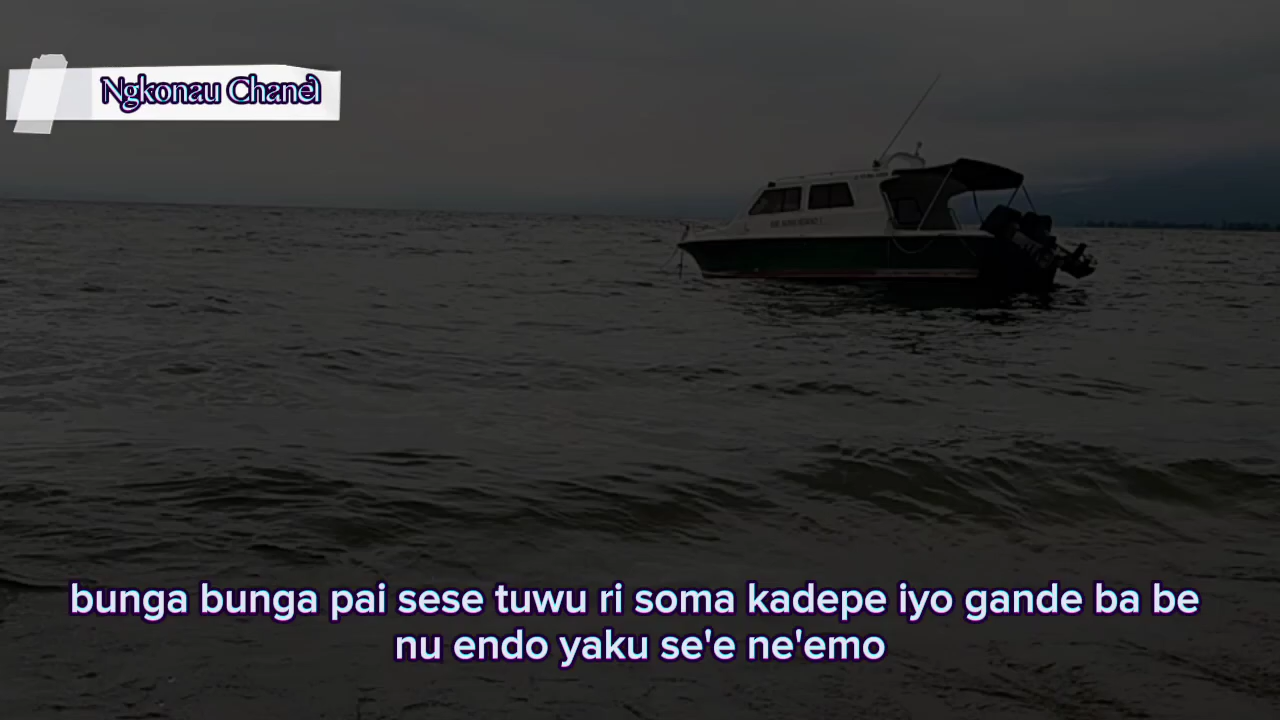 Ngkonau Chanel
bunga bunga pai sese tuwu ri soma kadepe iyo gande ba be
nu endo yaku se'e ne'emo